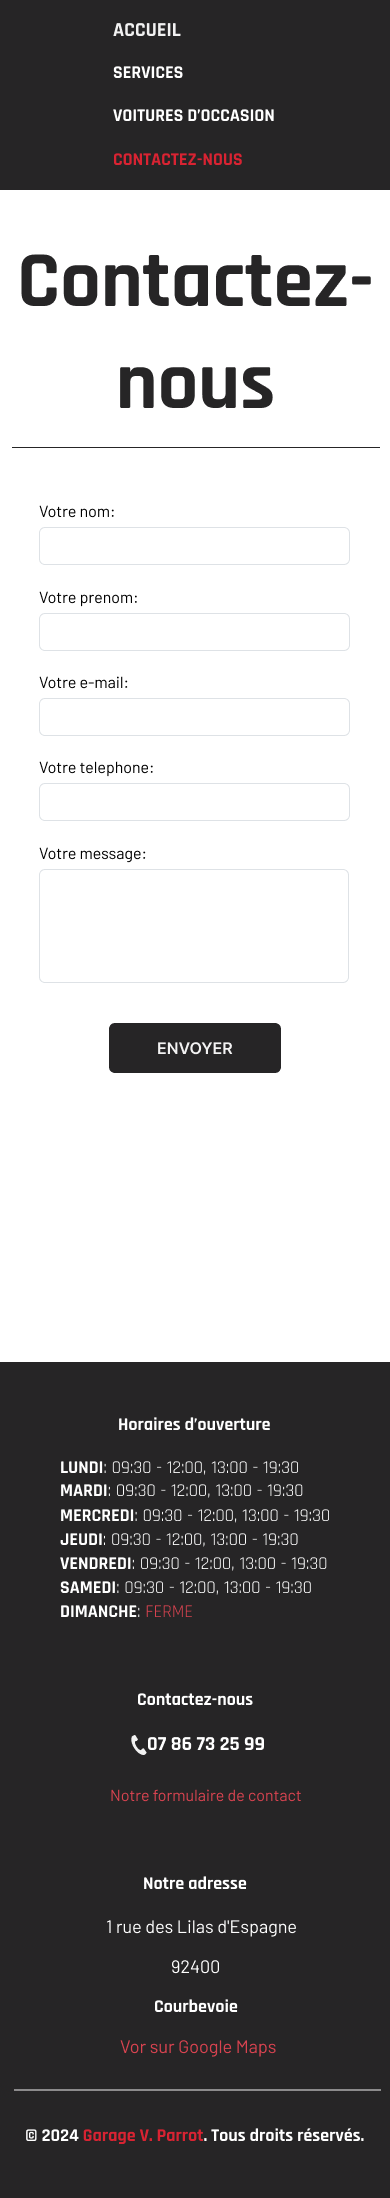 ACCUEIL
SERVICES
VOITURES D'OCCASION
CONTACTEZ-NOUS
Contactez-
nous
Votre nom:
Votre prenom:
Votre e-mail:
Votre telephone:
Votre message:
ENVOYER
Horaires d'ouverture
LUNDI: 09:30 - 12:00, 13:00 - 19:30
MARDI: 09:30 - 12:00, 13:00 - 19:30
MERCREDI: 09:30 - 12:00, 13:00 - 19:30
JEUDI: 09:30 - 12:00, 13:00 - 19:30
VENDREDI: 09:30 - 12:00, 13:00 - 19:30
SAMEDI: 09:30 - 12:00, 13:00 - 19:30
DIMANCHE: FERME
Contactez-nous
07 86 73 25 99
Notre formulaire de contact
Notre adresse
1 rue des Lilas d'Espagne
92400
Courbevoie
Vor sur Google Maps
© 2024 Garage V. Parrot. Tous droits réservés.